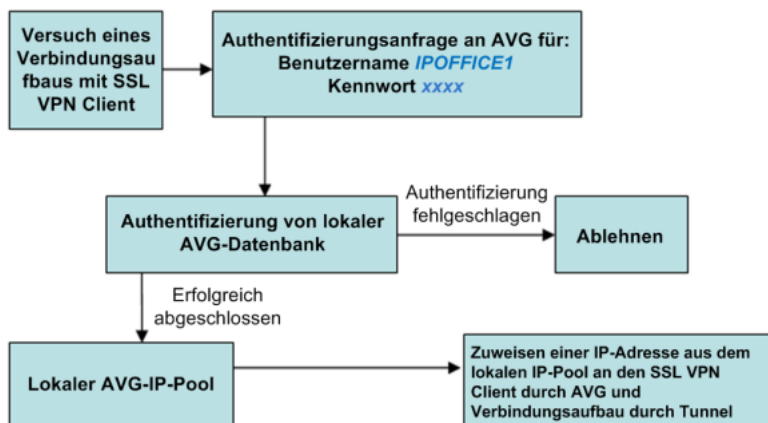 Versuch eines
Verbindungsau
fbaus mit SSL
VPN Client
Authentifizierungsanfrage an AVG für:
Benutzername IPOFFICE1
Kennwort xxxx
Authentifizierung von lokaler
AVG-Datenbank
Authentifizierung
fehlgeschlagen
Ablehnen
Erfolgreich
abgeschlossen
Lokaler AVG-IP-Pool
Zuweisen einer IP-Adresse aus dem
lokalen IP-Pool an den SSL VPN
Client durch AVG und
Verbindungsaufbau durch Tunnel